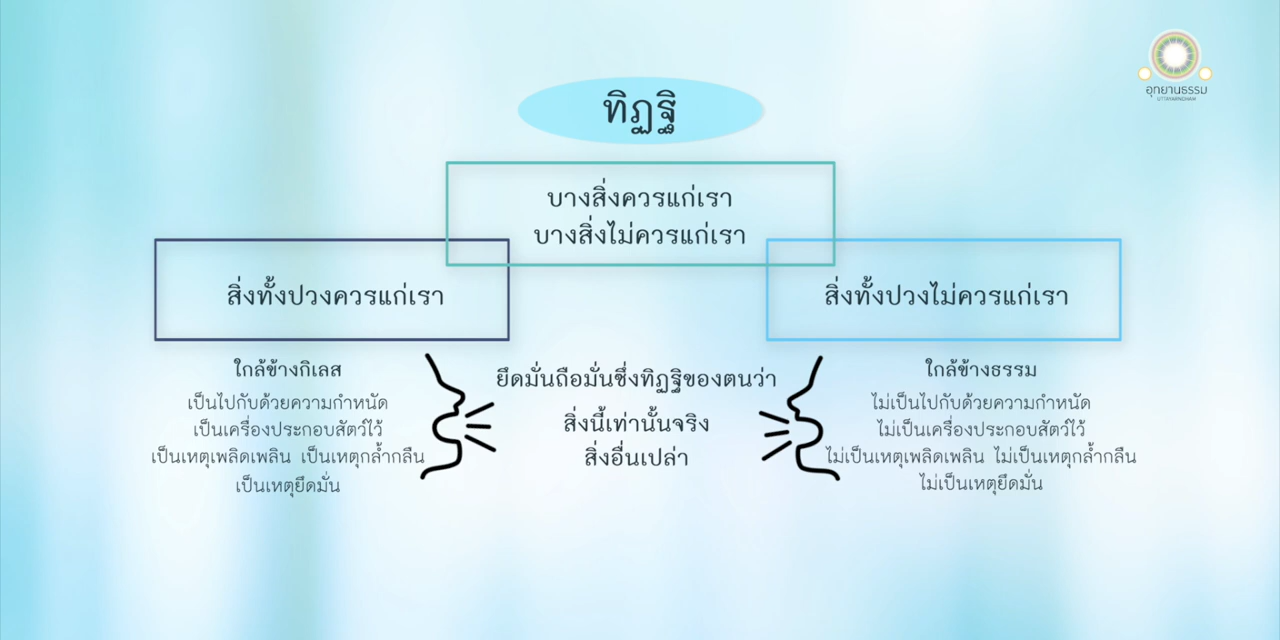 อุทยานธรรม
UTTAYARNDHAM
ทิฏฐิ
บางสิ่งควรแก่เรา
บางสิ่งไม่ควรแก่เรา
สิ่งทั้งปวงควรแก่เรา
สิ่งทั้งปวงไม่ควรแก่เรา
ใกล้ข้างกิเลส
เป็นไปกับด้วยความกำหนัด
เป็นเครื่องประกอบสัตว์ไว้
เป็นเหตุเพลิดเพลิน เป็นเหตุกล้ำกลืน
เป็นเหตุยึดมั่น
ยึดมั่นถือมั่นซึ่งทิฏฐิของตนว่า
สิ่งนี้เท่านั้นจริง
สิ่งอื่นเปล่า
ใกล้ข้างธรรม
ไม่เป็นไปกับด้วยความกำหนัด
ไม่เป็นเครื่องประกอบสัตว์ไว้
ไม่เป็นเหตุเพลิดเพลิน ไม่เป็นเหตุกล้ำกลืน
ไม่เป็นเหตุยึดมั่น